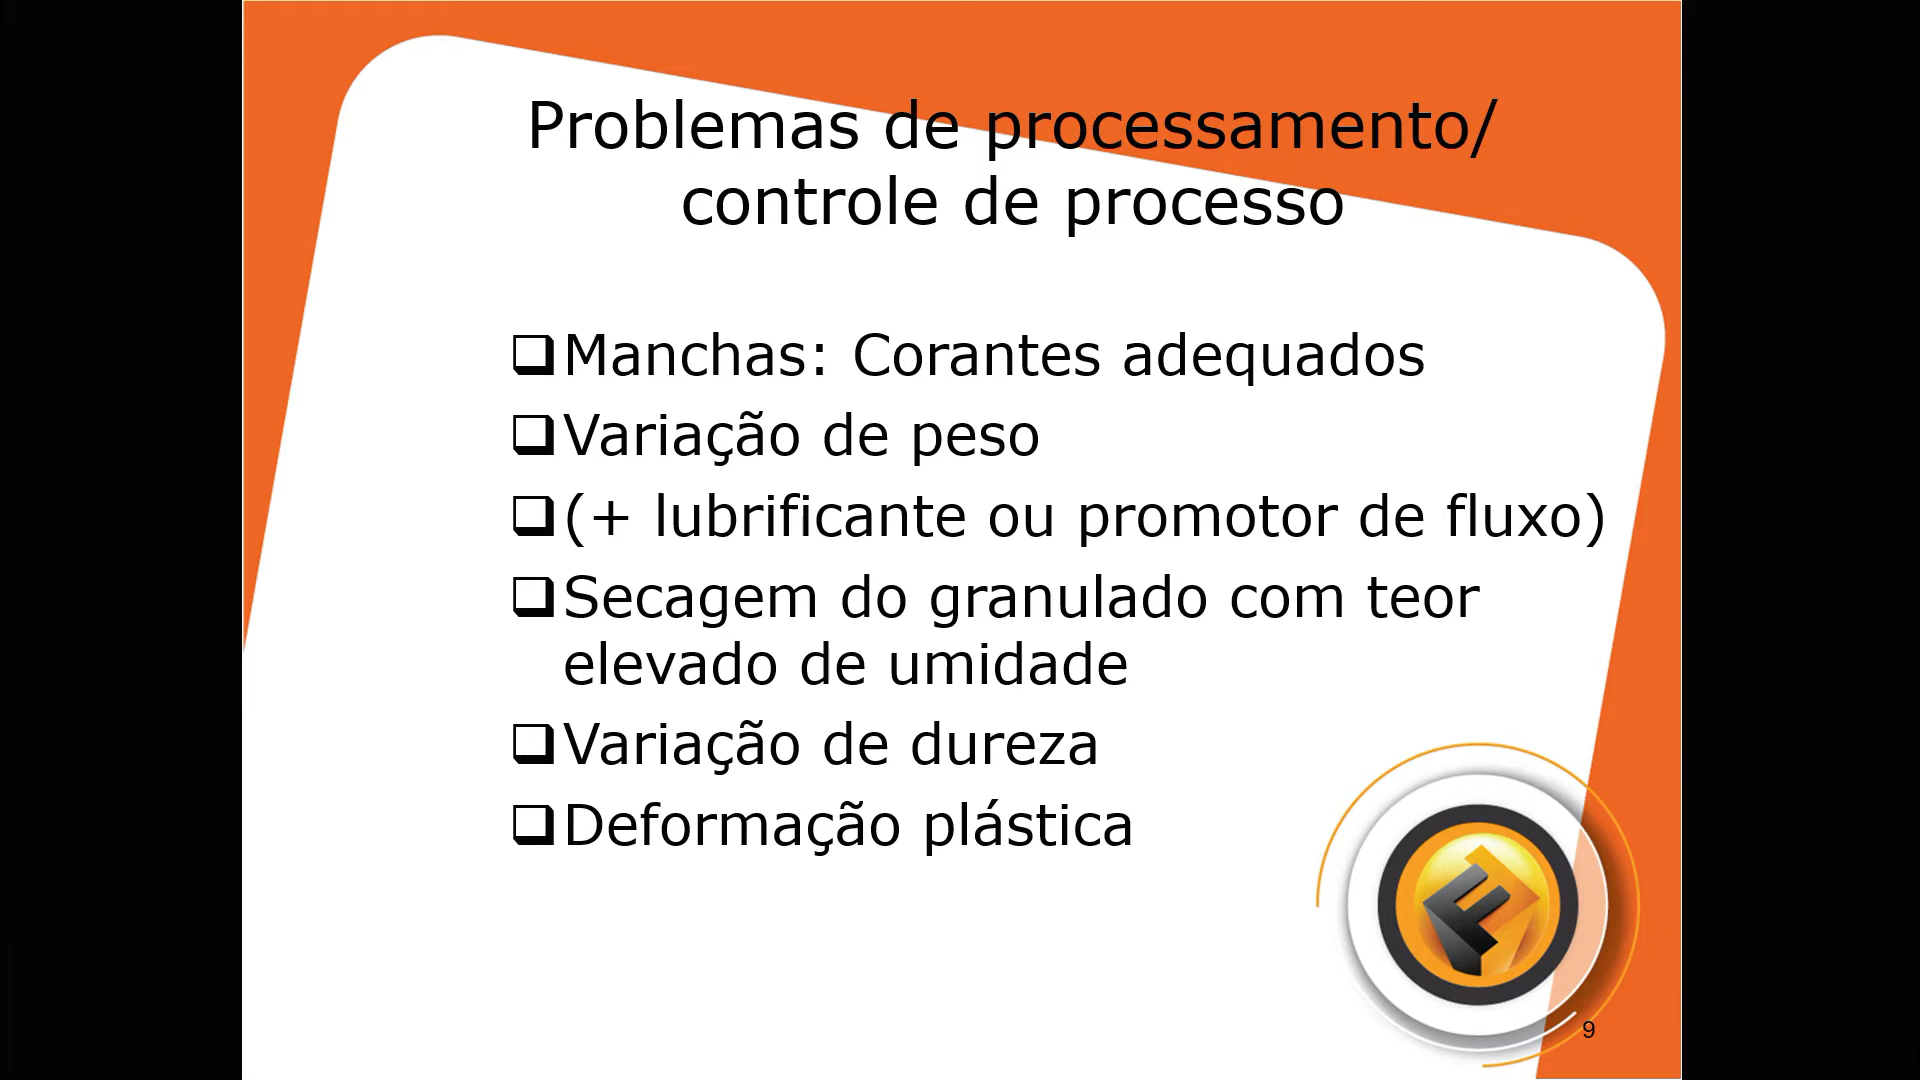 Problemas de processamento/
controle de processo
❑Manchas: Corantes adequados
❑Variação de peso
❑(+ lubrificante ou promotor de fluxo)
❑Secagem do granulado com teor
elevado de umidade
❑Variação de dureza
❑Deformação plástica
9